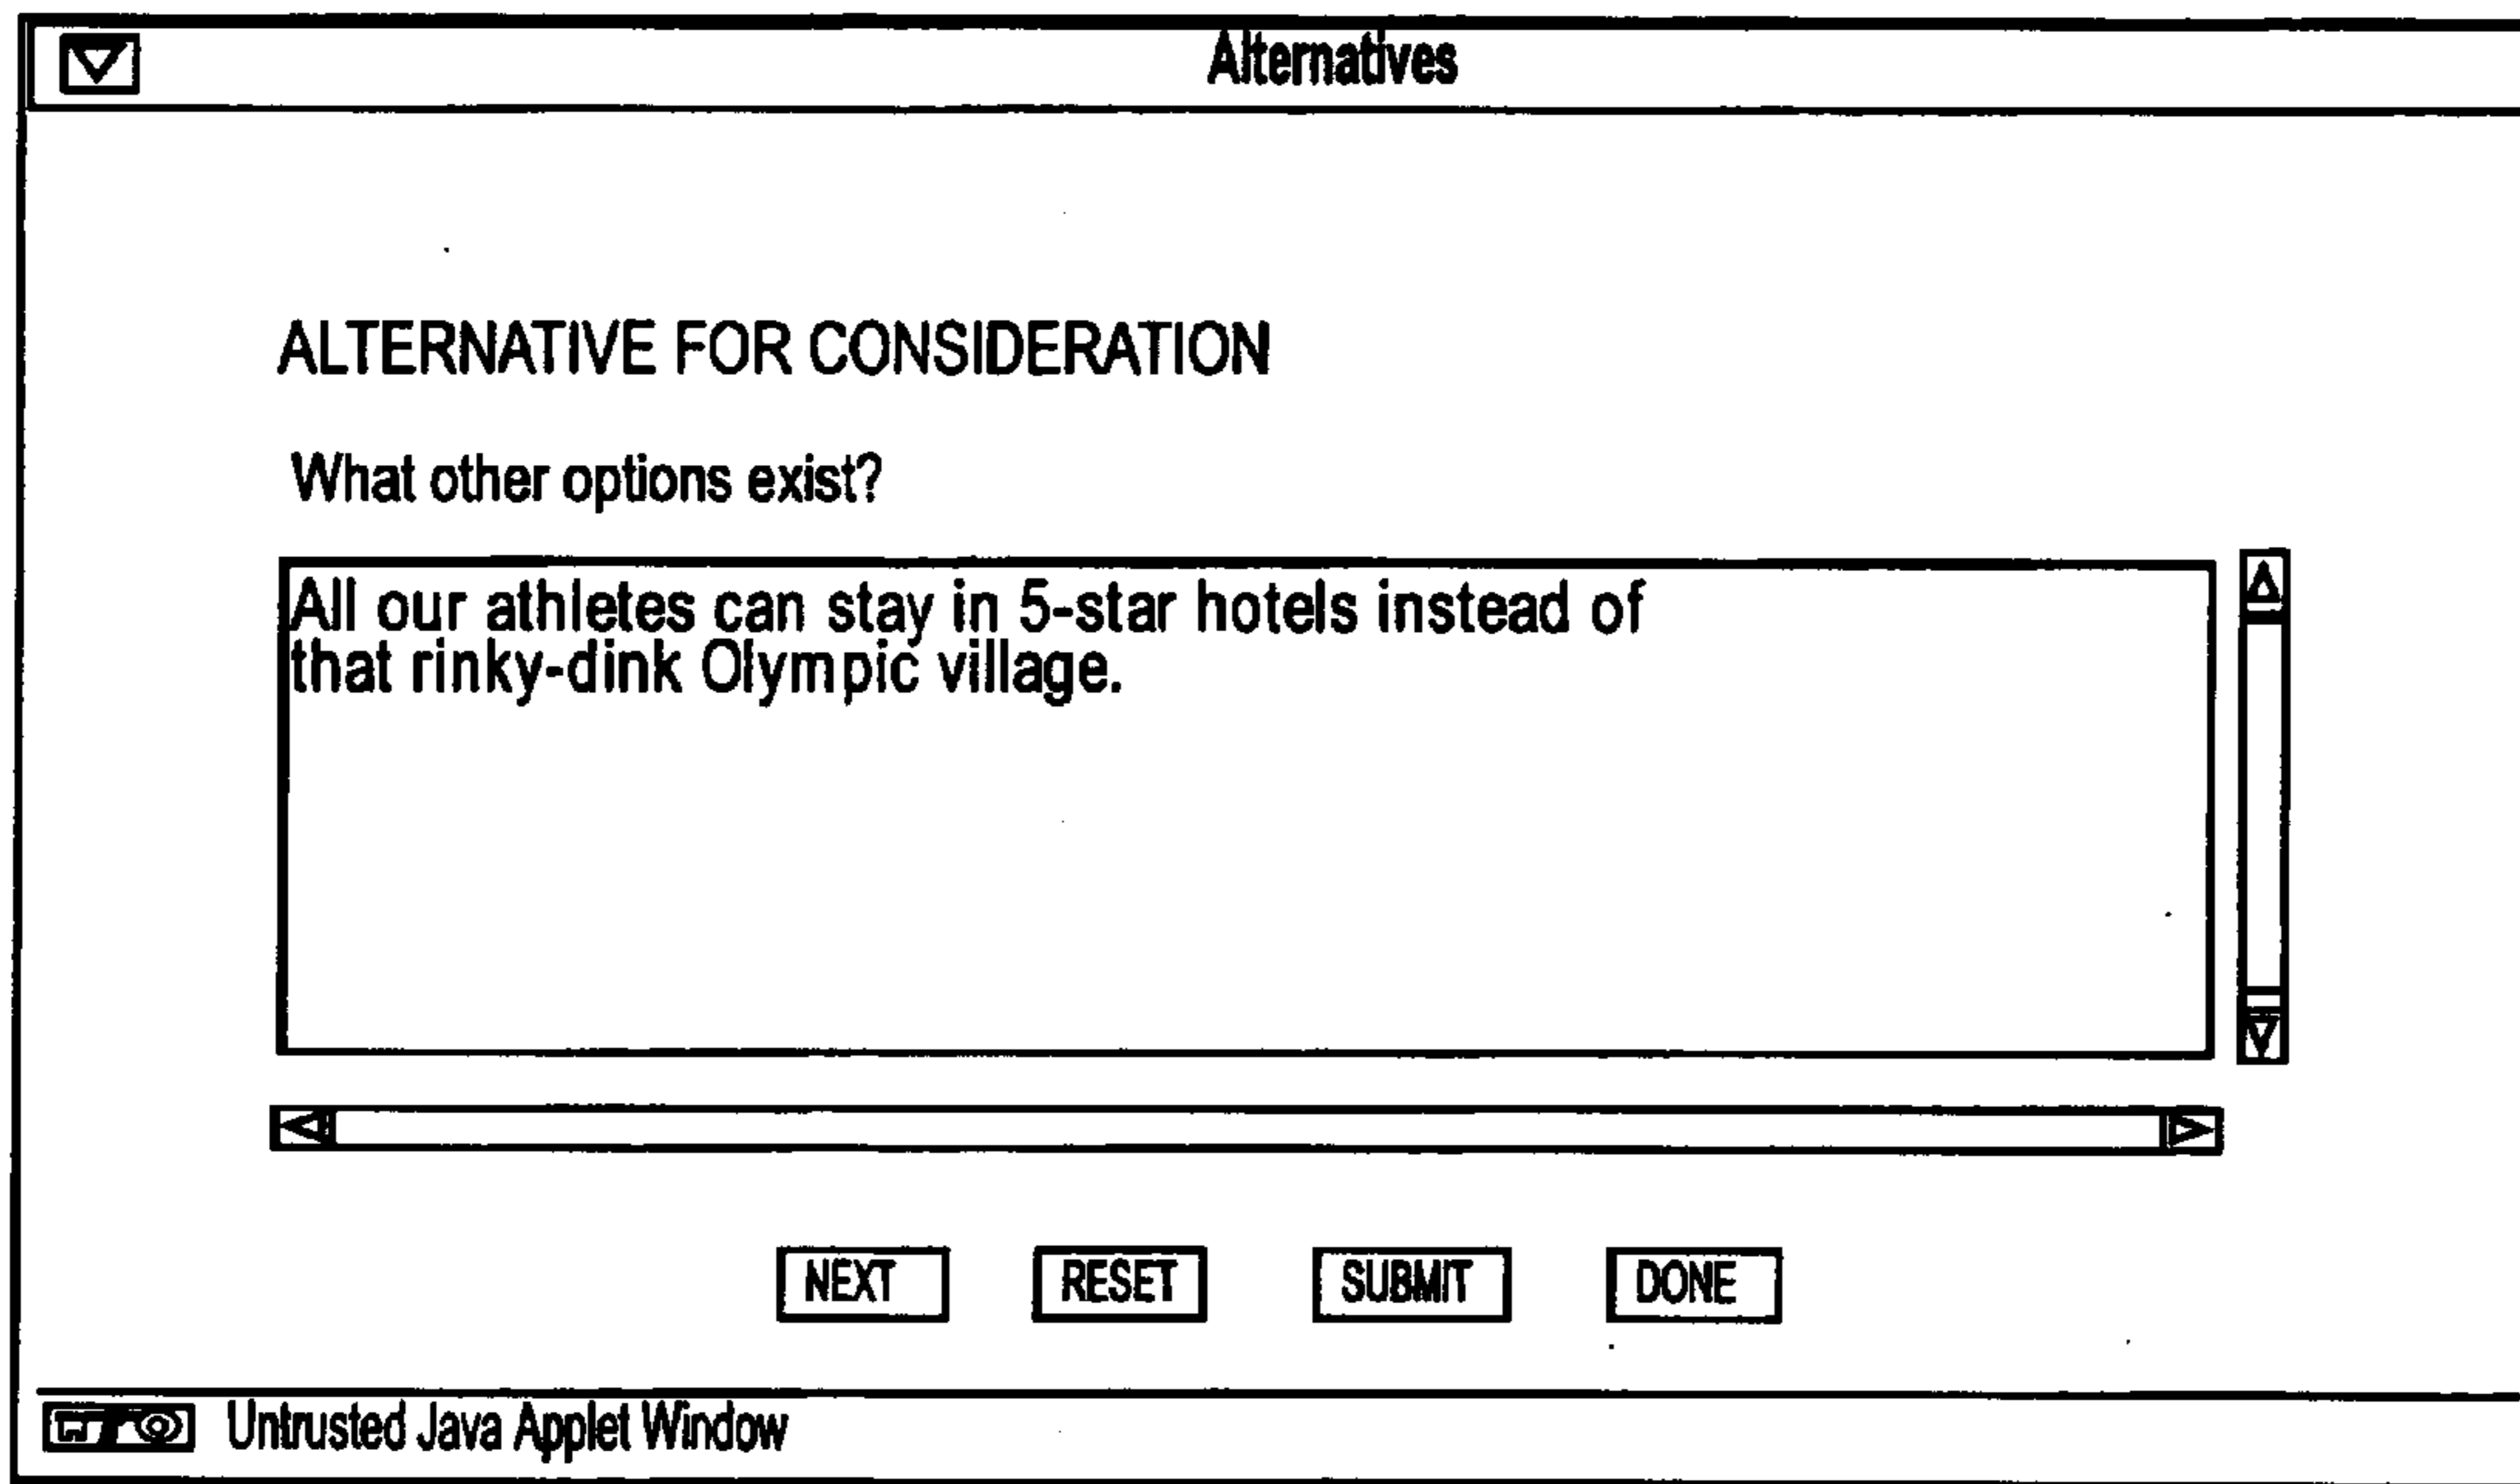 Alternatives
ALTERNATIVE FOR CONSIDERATION
What other options exist?
All our athletes can stay in 5-star hotels instead of
that rinky-dink Olympic village.
NEXT RESET SUBMIT DONE
Untrusted Java Applet Window